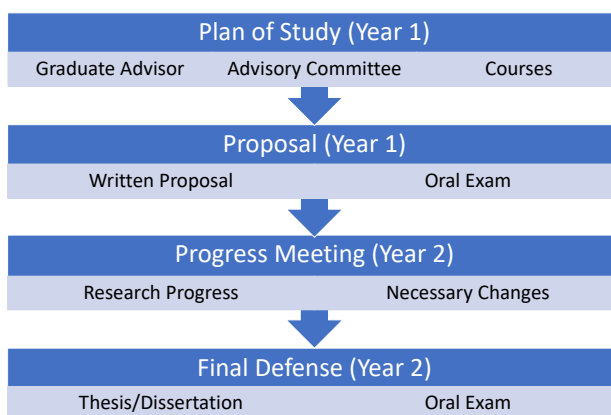 Plan of Study (Year 1)
Graduate Advisor Advisory Committee Courses
Proposal (Year 1)
Written Proposal Oral Exam
Progress Meeting (Year 2)
Research Progress Necessary Changes
Final Defense (Year 2)
Thesis/Dissertation Oral Exam